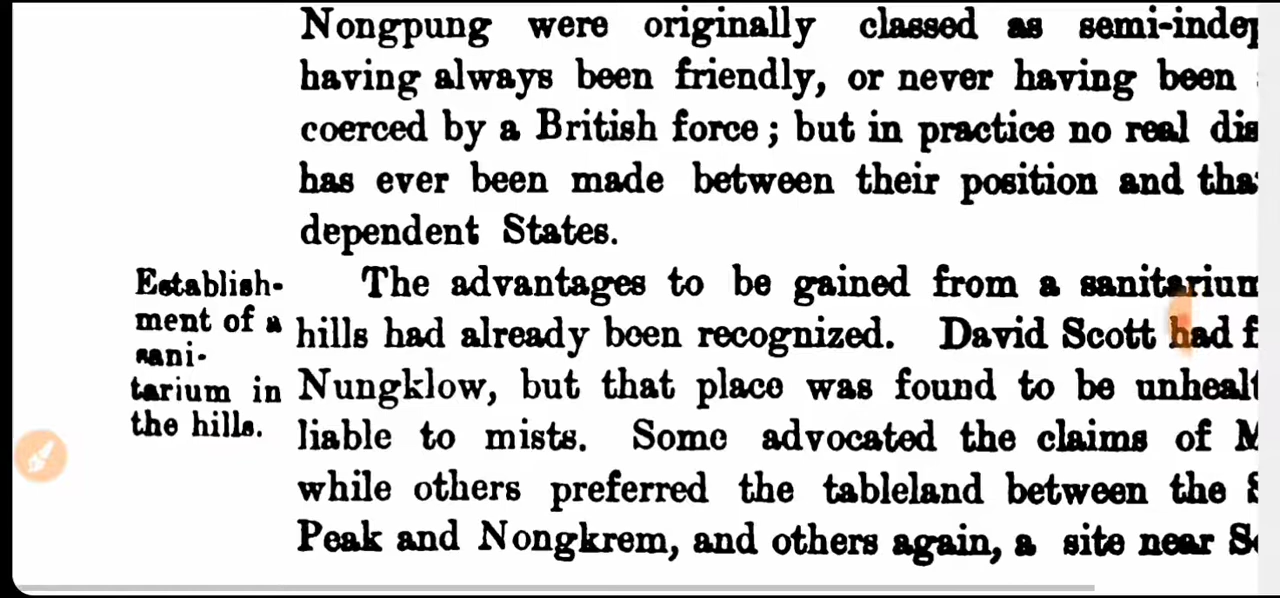 Nongpung were originally classed as semi-indep
having always been friendly, or never having been
coerced by a British force; but in practice no real dis
has ever been made between their position and tha
dependent States.
Establish-
ment of a
sani-
tarium in
the hills.
The advantages to be gained from a sanitarium
hills had already been recognized. David Scott had f
Nungklow, but that place was found to be unhealt
liable to mists. Some advocated the claims of M
while others preferred the tableland between the S
Peak and Nongkrem, and others again, a site near S